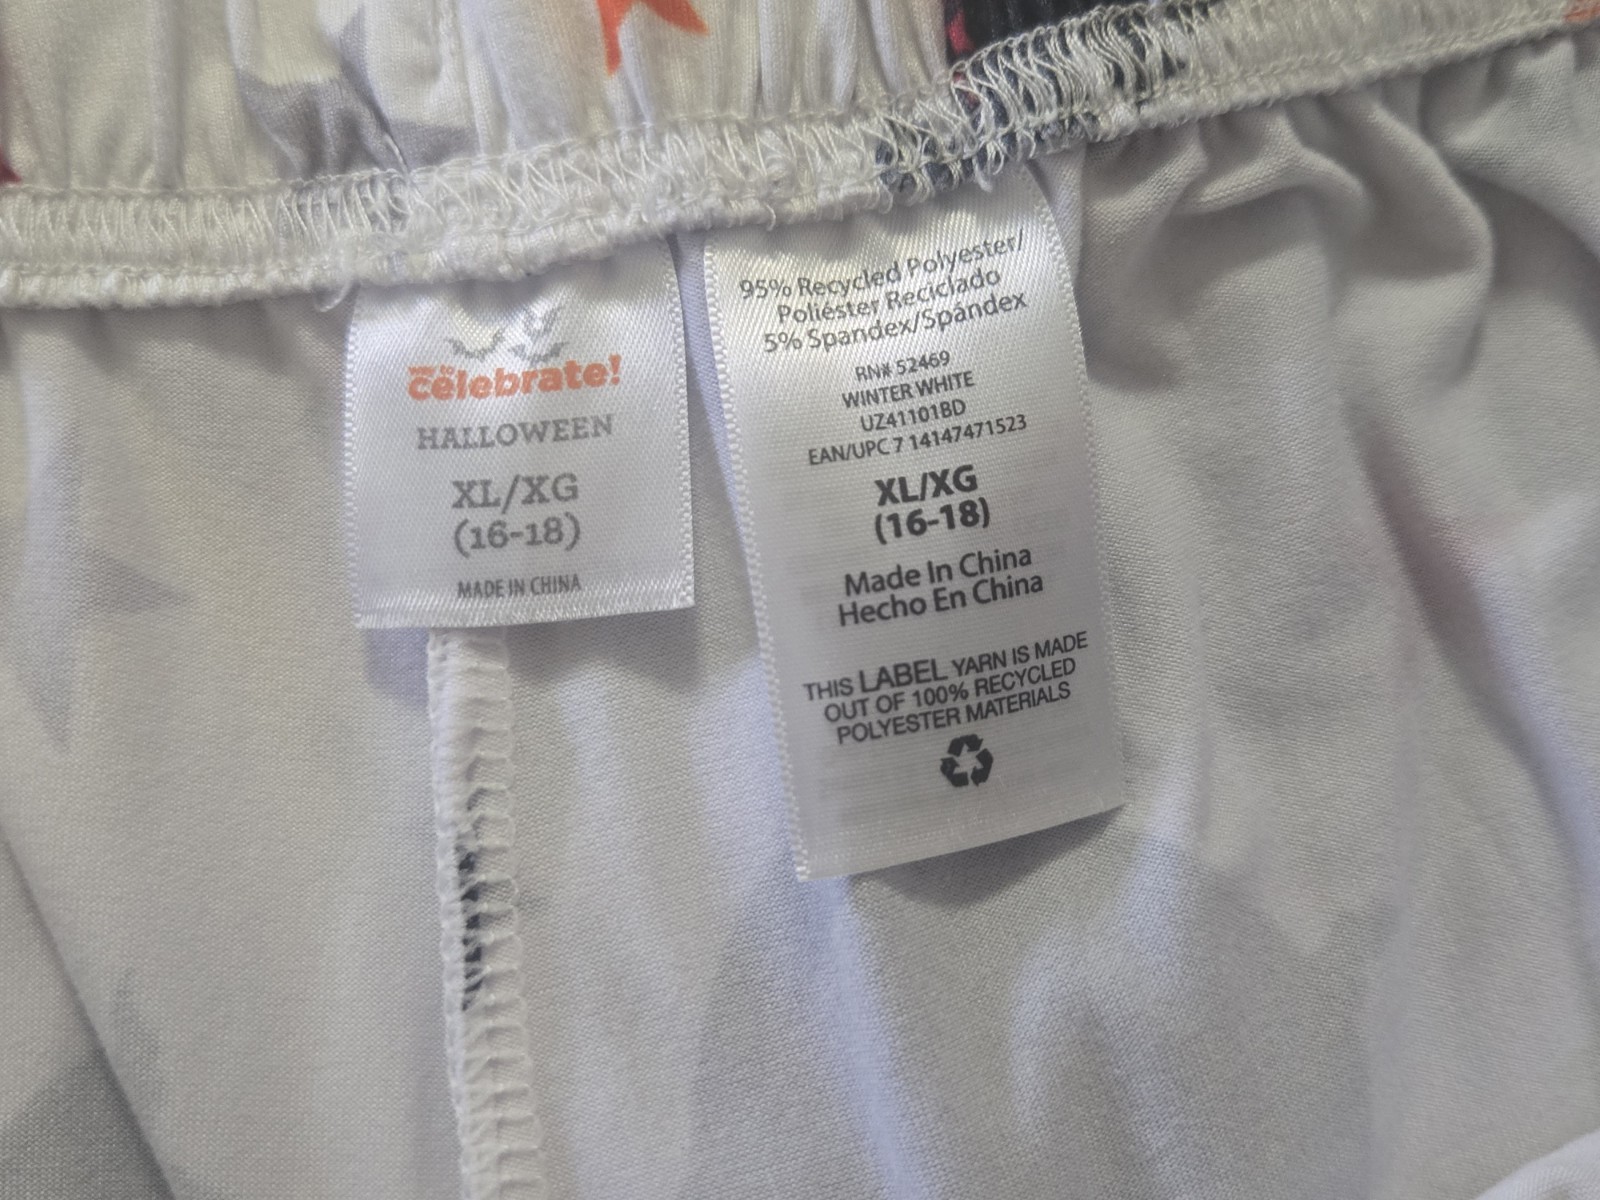 way to
celebrate!
HALLOWEEN
XL/XG
(16-18)
MADE IN CHINA
95% Recycled Polyester/
Poliéster Reciclado
5% Spandex/Spándex
RN# 52469
WINTER WHITE
UZ41101BD
EAN/UPC 7 14147471523
XL/XG
(16-18)
Made In China
Hecho En China
THIS LABEL YARN IS MADE
OUT OF 100% RECYCLED
POLYESTER MATERIALS